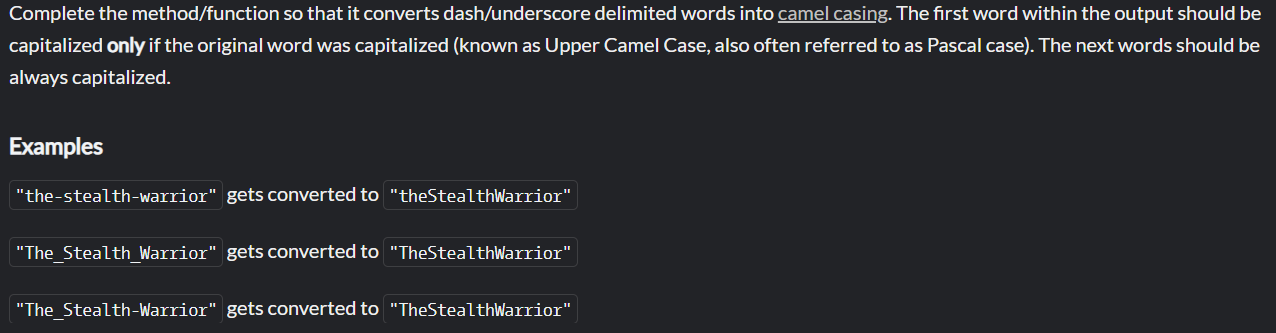 Complete the method/function so that it converts dash/underscore delimited words into camel casing. The first word within the output should be
capitalized only if the original word was capitalized (known as Upper Camel Case, also often referred to as Pascal case). The next words should be
always capitalized.
Examples
"the-stealth-warrior" gets converted to "theStealthWarrior"
"The_Stealth_Warrior" gets converted to "TheStealthWarrior"
"The_Stealth-Warrior" gets converted to "TheStealthWarrior"